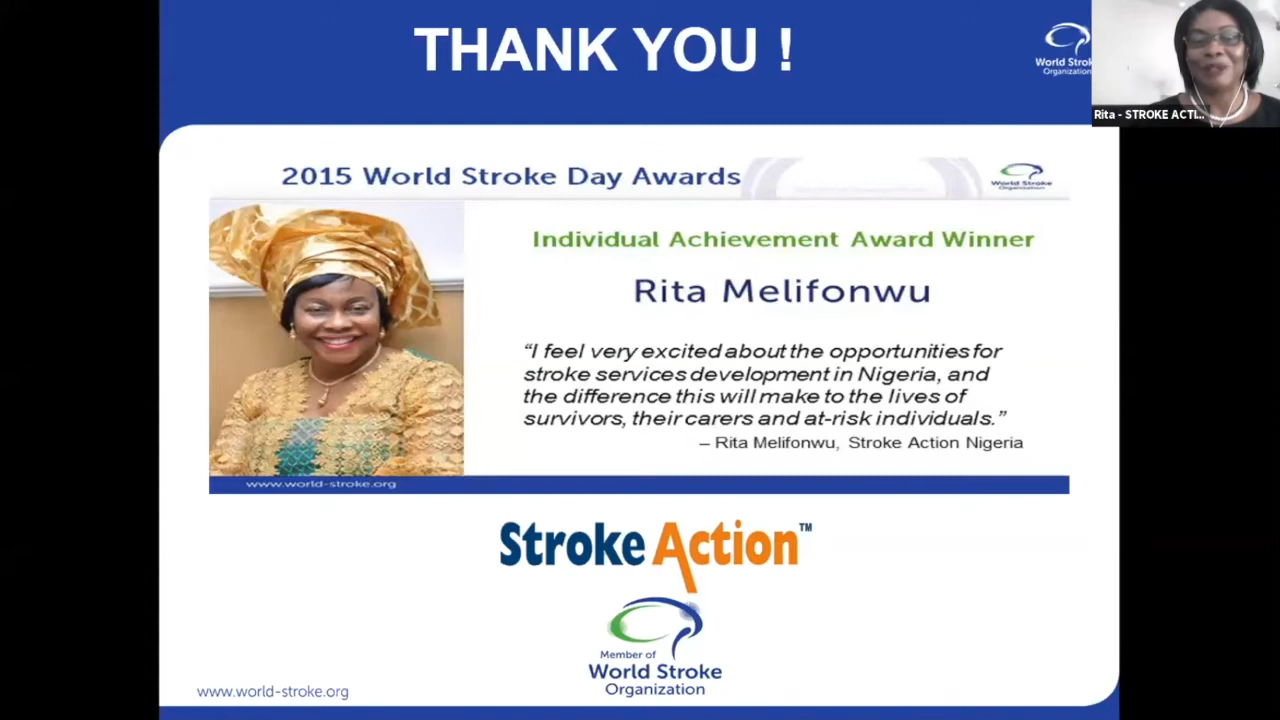 THANK YOU !
World Stroke
Organization
Rita - STROKE ACTI...
2015 World Stroke Day Awards
World Stroke
Organization
Individual Achievement Award Winner
Rita Melifonwu
“I feel very excited about the opportunities for
stroke services development in Nigeria, and
the difference this will make to the lives of
survivors, their carers and at-risk individuals.”
– Rita Melifonwu, Stroke Action Nigeria
www.world-stroke.org
Stroke Action™
Member of
World Stroke
Organization
www.world-stroke.org